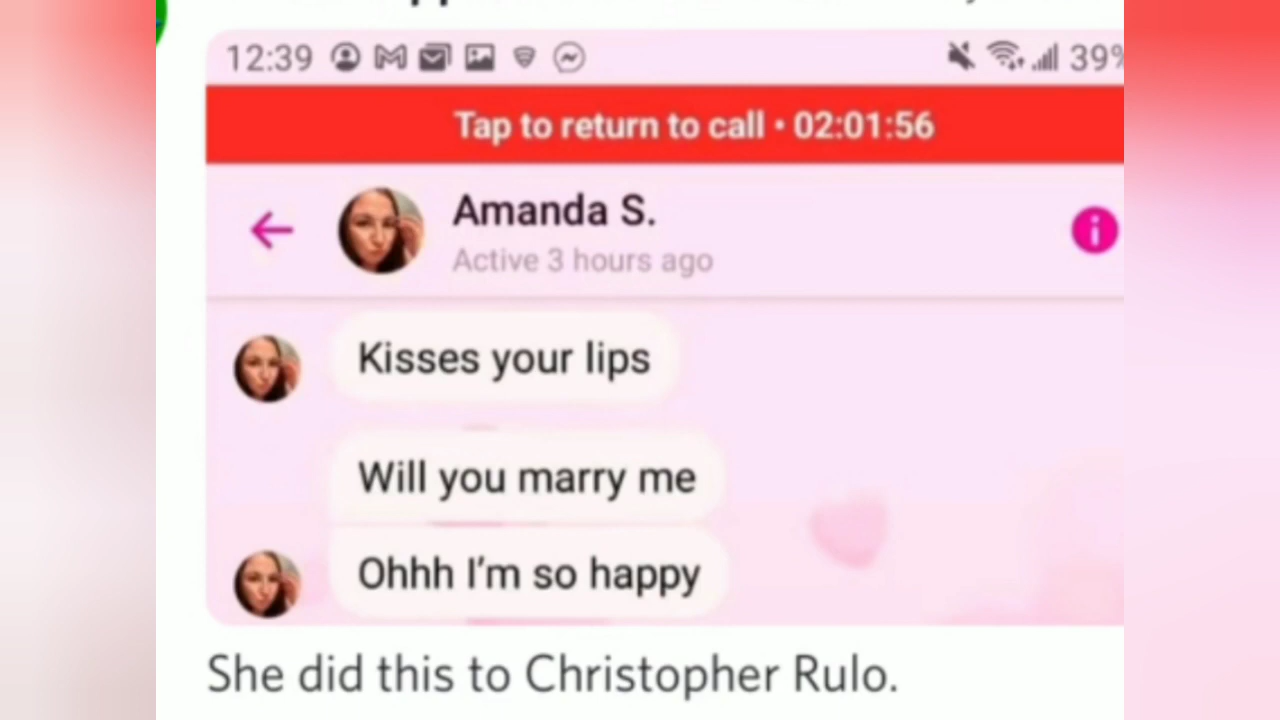 12:39 39%
Tap to return to call • 02:01:56
Amanda S.
Active 3 hours ago
Kisses your lips
Will you marry me
Ohhh I'm so happy
She did this to Christopher Rulo.